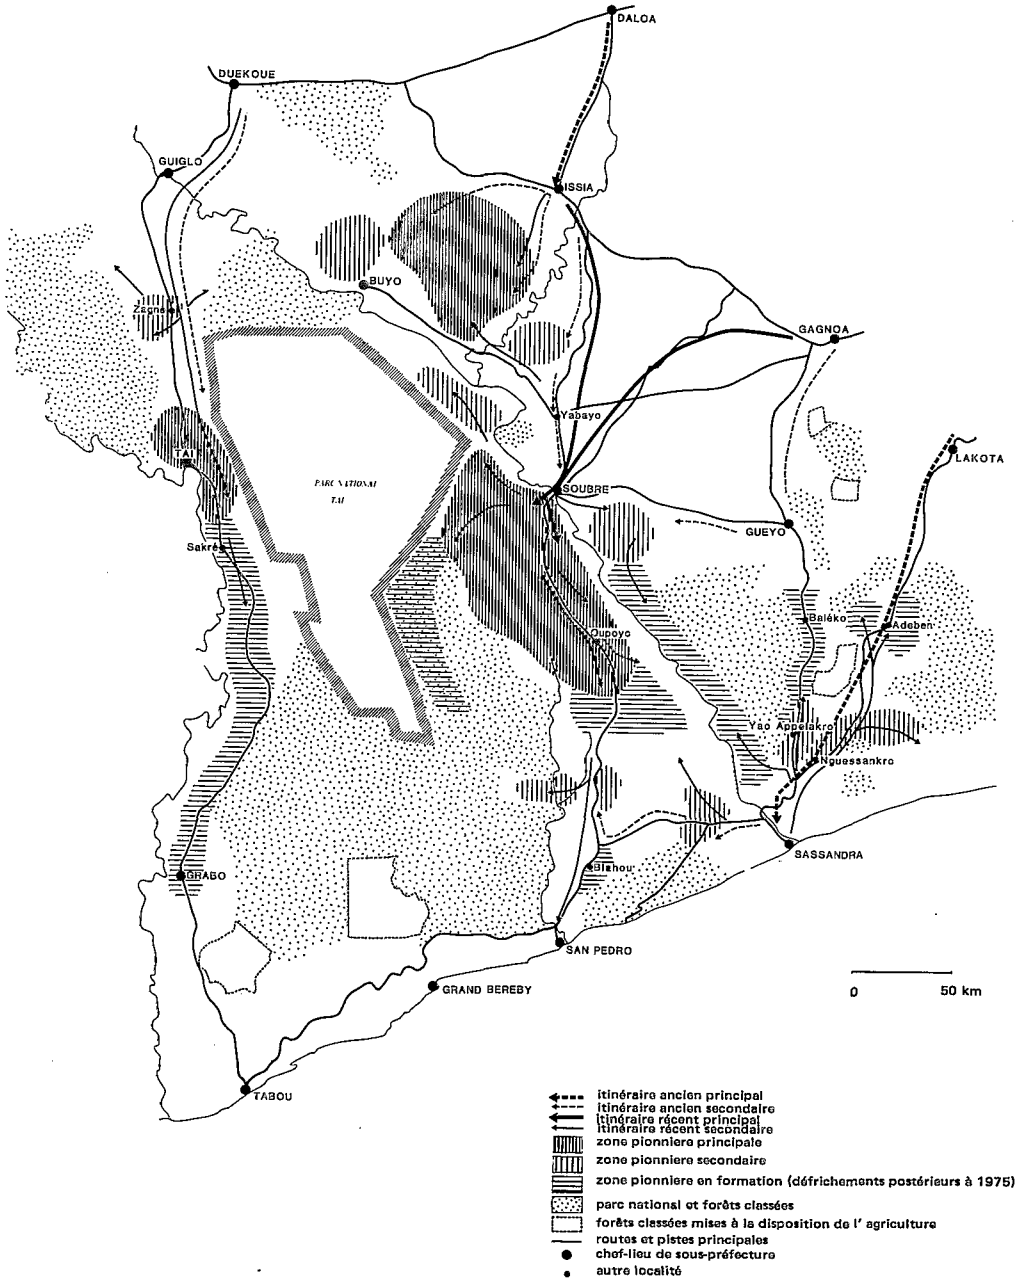 DALOA
DUEKOUE
GUIGLO
ISSIA
BUYO
Zagné
GAGNOA
Yabayo
TAI
LAKOTA
PARC NATIONAL
TAI
SOUBRE
GUEYO
Sakré
Oupoyo
Baléko
Adeben
Yao Appelakro
Nguessankro
SASSANDRA
Blahou
GRABO
SAN PEDRO
GRAND BEREBY
TABOU
0 50 km
itinéraire ancien principal
itinéraire ancien secondaire
itinéraire récent principal
itinéraire récent secondaire
zone pionniere principale
zone pionniere secondaire
zone pionniere en formation (défrichements postérieurs à 1975)
parc national et forêts classées
forêts classées mises à la disposition de l' agriculture
routes et pistes principales
chef-lieu de sous-préfecture
autre localité